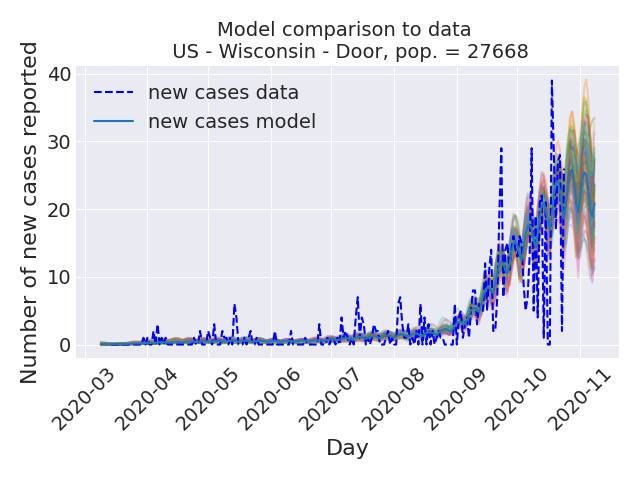 Model comparison to data
US - Wisconsin - Door, pop. = 27668
Number of new cases reported
40
30
20
10
0
new cases data
new cases model
2020-03
2020-04
2020-05
2020-06
2020-07
2020-08
2020-09
2020-10
2020-11
Day